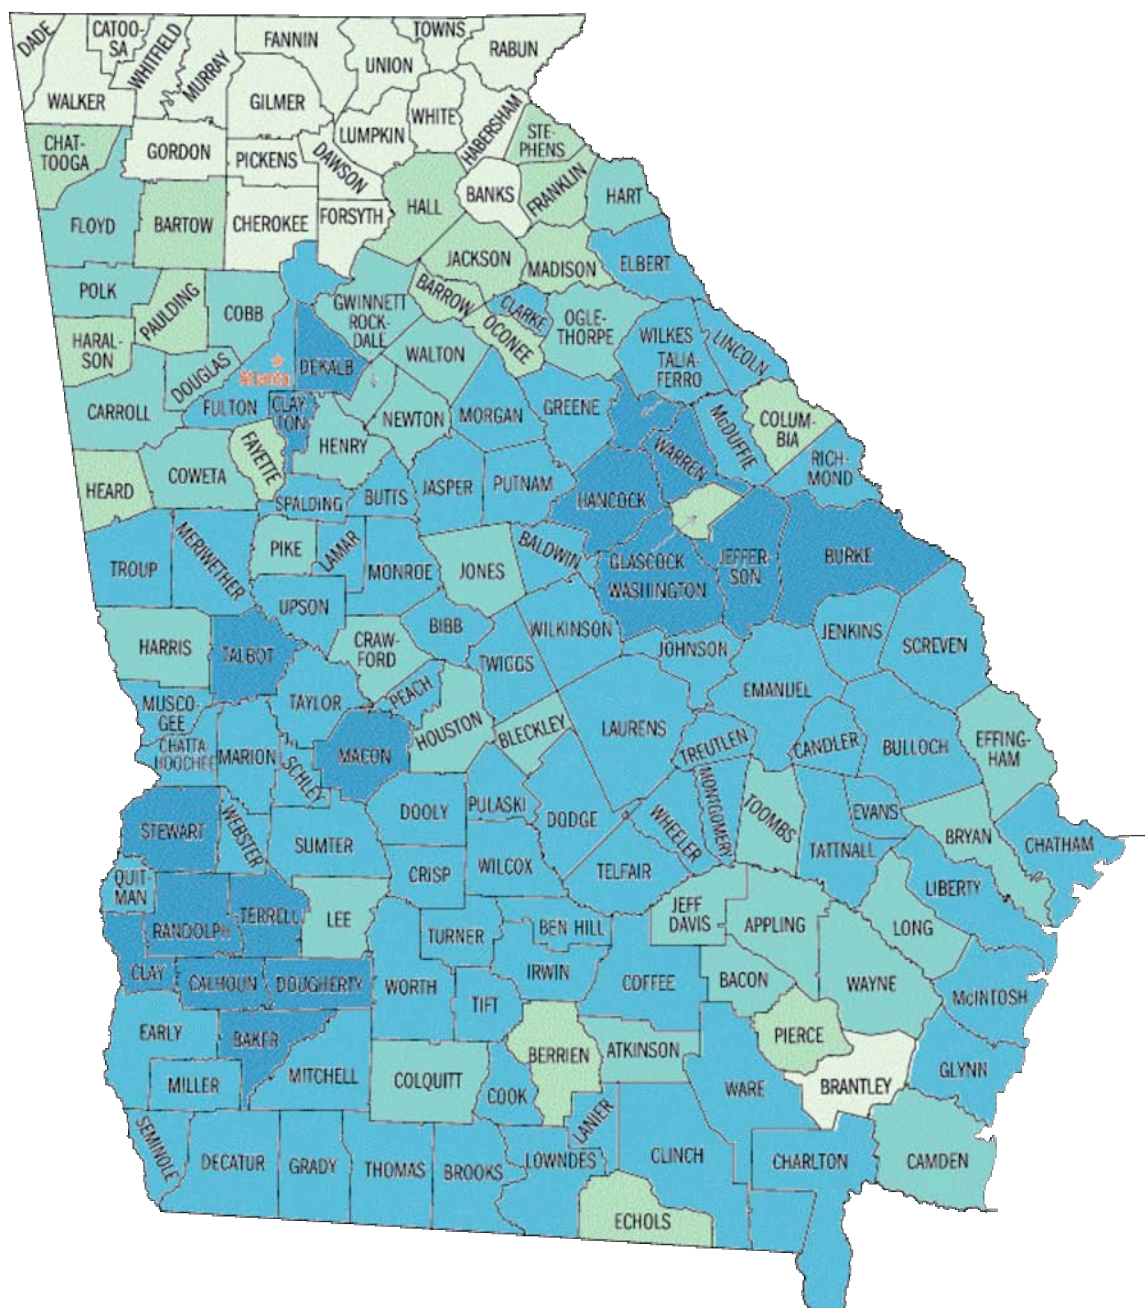 DADE
CATOO-
SA
WHITFIELD
MURRAY
FANNIN
UNION
TOWNS
RABUN
WALKER
GILMER
LUMPKIN
WHITE
HABERSHAM
STE-
PHENS
CHAT-
TOOGA
GORDON
PICKENS
DAWSON
BANKS
FRANKLIN
HART
FLOYD
BARTOW
CHEROKEE
FORSYTH
HALL
JACKSON
MADISON
ELBERT
POLK
PAULDING
COBB
GWINNETT
BARROW
CLARKE
OCONEE
OGLE-
THORPE
WILKES
LINCOLN
HARAL-
SON
DOUGLAS
Atlanta
DEKALB
ROCK-
DALE
WALTON
TALIA-
FERRO
CARROLL
FULTON
CLAY-
TON
HENRY
NEWTON
MORGAN
GREENE
McDUFFIE
COLUM-
BIA
HEARD
COWETA
FAYETTE
SPALDING
BUTTS
JASPER
PUTNAM
HANCOCK
WARREN
RICH-
MOND
TROUP
MERIWETHER
PIKE
LAMAR
MONROE
JONES
BALDWIN
GLASCOCK
WASHINGTON
JEFFER-
SON
BURKE
UPSON
HARRIS
TALBOT
CRAW-
FORD
BIBB
TWIGGS
WILKINSON
JOHNSON
JENKINS
SCREVEN
MUSCO-
GEE
CHATTA
HOOCHEE
MARION
TAYLOR
PEACH
MACON
HOUSTON
BLECKLEY
LAURENS
EMANUEL
TREUTLEN
CANDLER
BULLOCH
EFFING-
HAM
SCHLEY
STEWART
WEBSTER
SUMTER
DOOLY
PULASKI
DODGE
WHEELER
MONTGOMERY
TOOMBS
TATTNALL
EVANS
BRYAN
CHATHAM
QUIT-
MAN
RANDOLPH
TERRELL
LEE
CRISP
WILCOX
TELFAIR
JEFF
DAVIS
APPLING
LONG
LIBERTY
CLAY
CALHOUN
DOUGHERTY
WORTH
TURNER
BEN HILL
IRWIN
TIFT
COFFEE
BACON
WAYNE
McINTOSH
EARLY
BAKER
MILLER
MITCHELL
COLQUITT
COOK
BERRIEN
ATKINSON
PIERCE
WARE
BRANTLEY
GLYNN
SEMINOLE
DECATUR
GRADY
THOMAS
BROOKS
LOWNDES
LANIER
CLINCH
CHARLTON
CAMDEN
ECHOLS